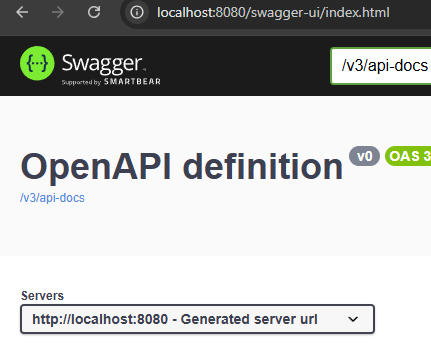 localhost:8080/swagger-ui/index.html
Swagger
Supported by SMARTBEAR
/v3/api-docs
OpenAPI definition v0 OAS 3
/v3/api-docs
Servers
http://localhost:8080 - Generated server url